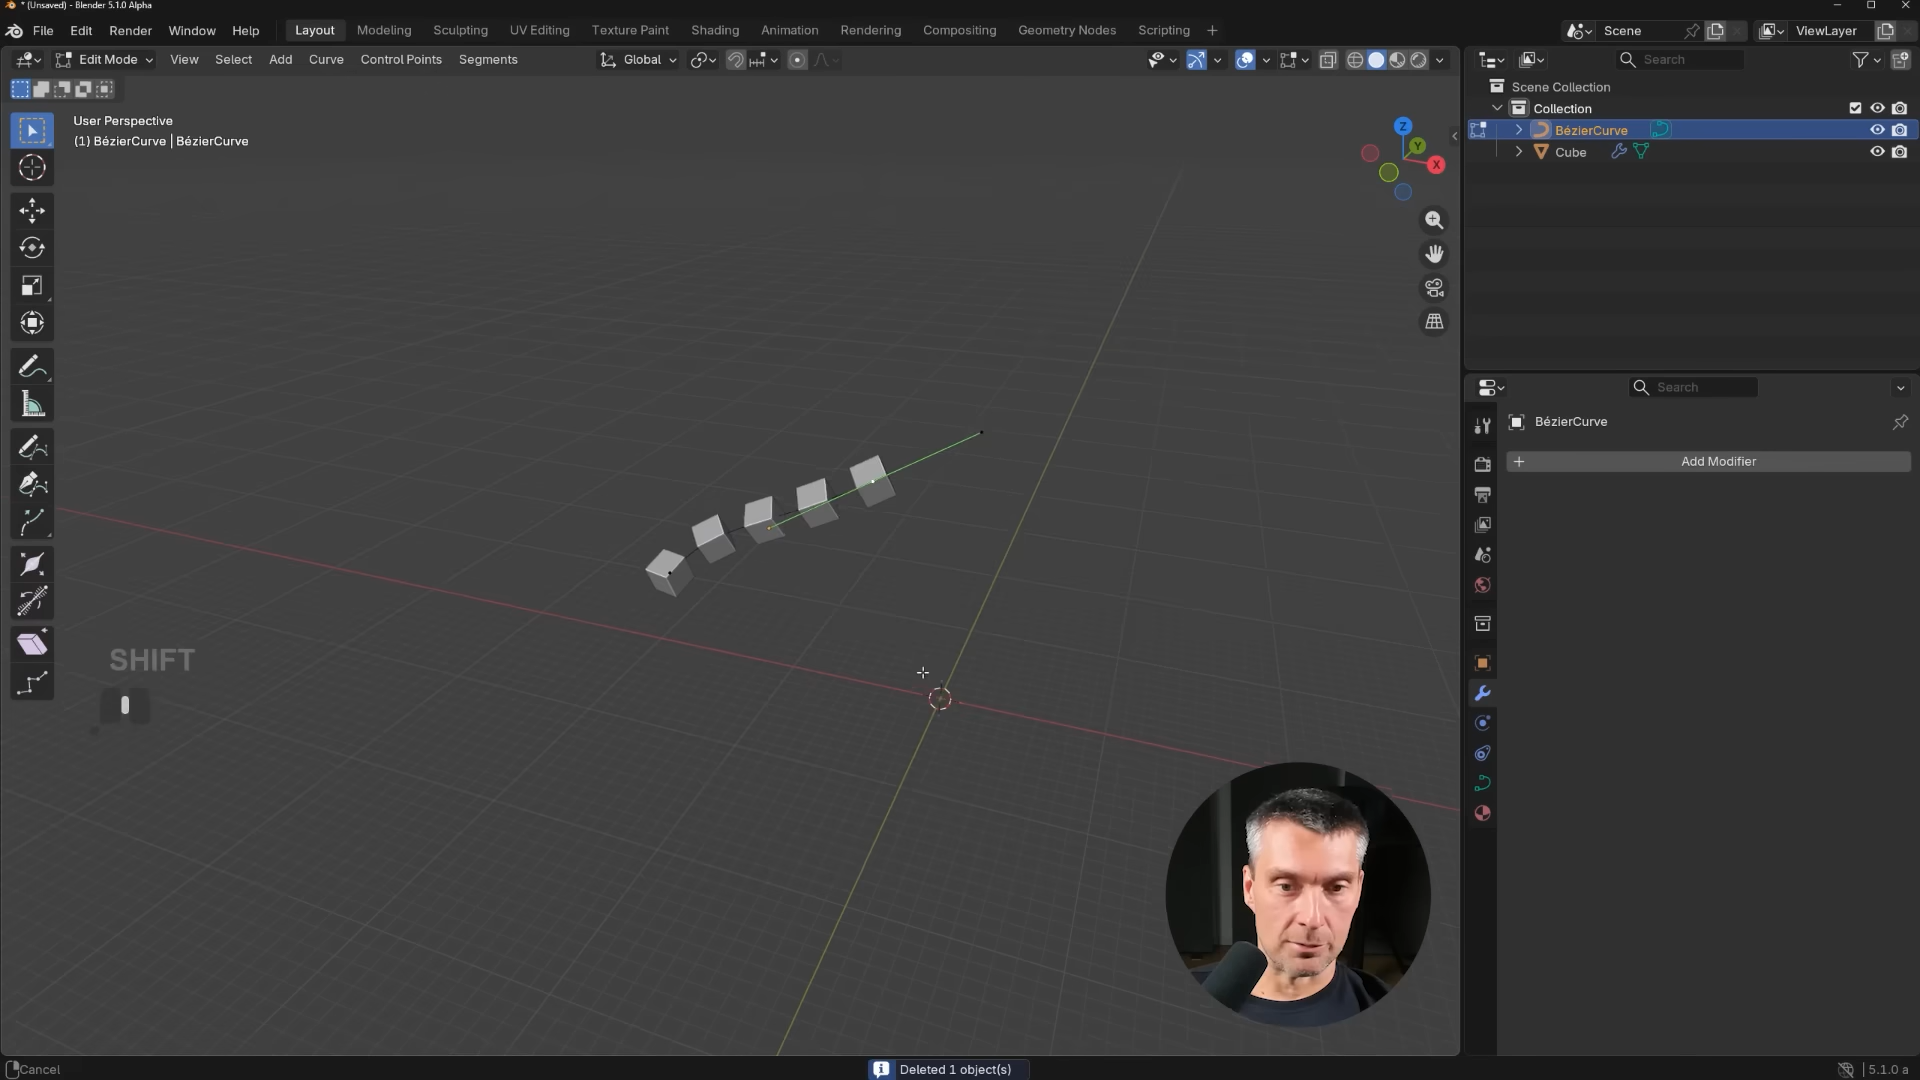 * (Unsaved) - Blender 5.1.0 Alpha
File Edit Render Window Help Layout Modeling Sculpting UV Editing Texture Paint Shading Animation Rendering Compositing Geometry Nodes Scripting + Scene ViewLayer
Edit Mode View Select Add Curve Control Points Segments Global Search
User Perspective
(1) BézierCurve | BézierCurve
Z
Y
X
Scene Collection
Collection
BézierCurve
Cube
Search
BézierCurve
+ Add Modifier
SHIFT
Cancel Deleted 1 object(s) 5.1.0 a